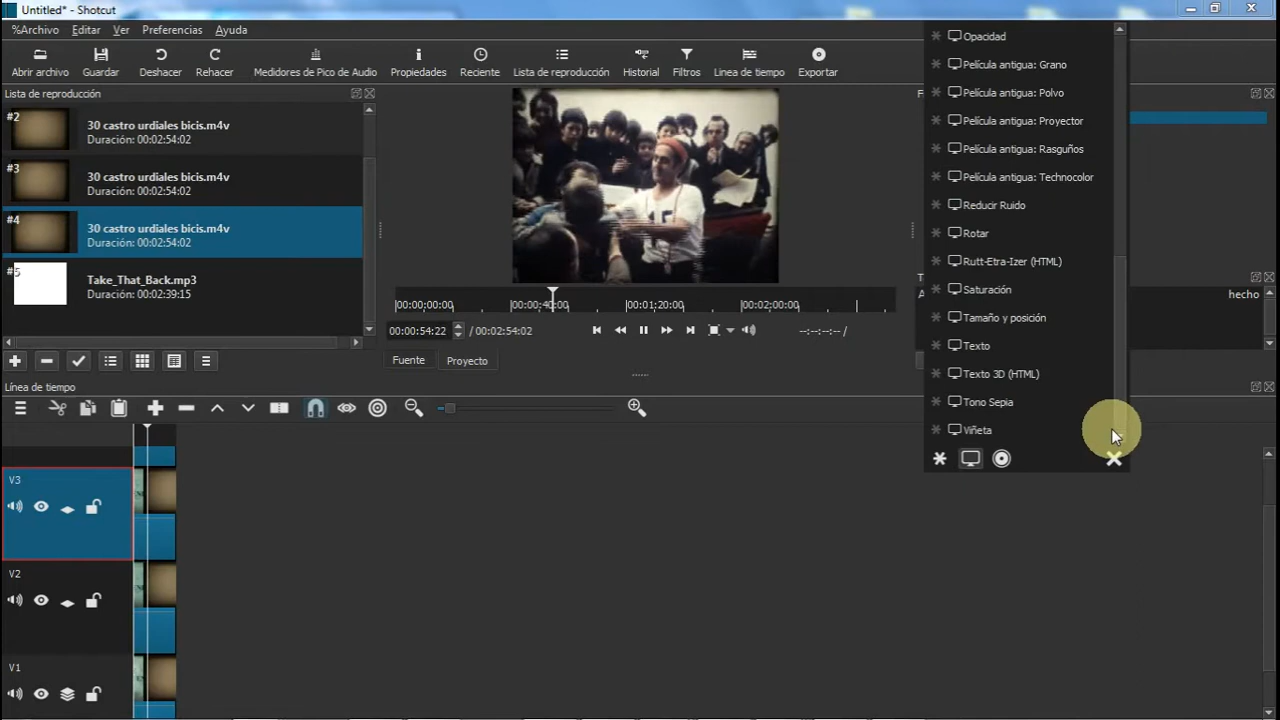 Untitled* - Shotcut
%Archivo Editar Ver Preferencias Ayuda
Abrir archivo Guardar Deshacer Rehacer Medidores de Pico de Audio Propiedades Reciente Lista de reproducción Historial Filtros Línea de tiempo Exportar
Lista de reproducción
#2
30 castro urdiales bicis.m4v
Duración: 00:02:54:02
#3
30 castro urdiales bicis.m4v
Duración: 00:02:54:02
#4
30 castro urdiales bicis.m4v
Duración: 00:02:54:02
#5
Take_That_Back.mp3
Duración: 00:02:39:15
00:00:00:00 00:00:40:00 00:01:20:00 00:02:00:00
00:00:54:22 / 00:02:54:02 --:--:--:-- /
Fuente Proyecto
Opacidad
Película antigua: Grano
Película antigua: Polvo
Película antigua: Proyector
Película antigua: Rasguños
Película antigua: Technocolor
Reducir Ruido
Rotar
Rutt-Etra-Izer (HTML)
Saturación
Tamaño y posición
Texto
Texto 3D (HTML)
Tono Sepia
Viñeta
hecho
Línea de tiempo
V3
V2
V1